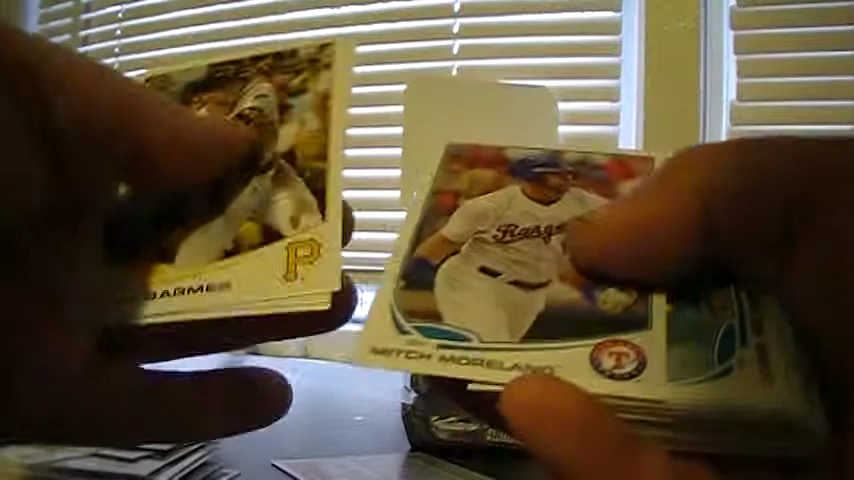 BARMES
P
Rangers
MITCH MORELAND
T